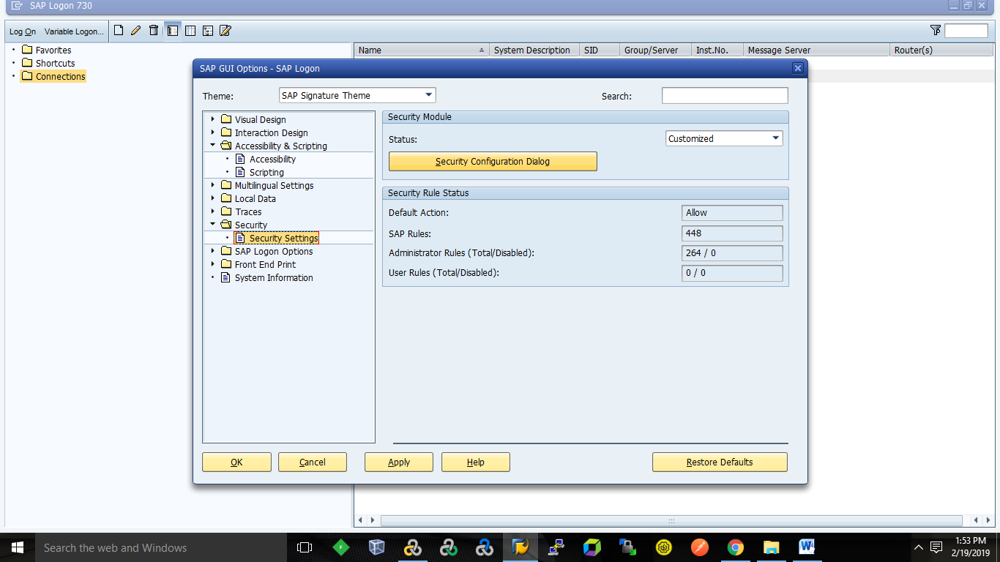 SAP Logon 730
Log On Variable Logon...
Favorites
Shortcuts
Connections
Name System Description SID Group/Server Inst.No. Message Server Router(s)
SAP GUI Options - SAP Logon
Theme: SAP Signature Theme Search:
Visual Design
Interaction Design
Accessibility & Scripting
Accessibility
Scripting
Multilingual Settings
Local Data
Traces
Security
Security Settings
SAP Logon Options
Front End Print
System Information
Security Module
Status: Customized
Security Configuration Dialog
Security Rule Status
Default Action: Allow
SAP Rules: 448
Administrator Rules (Total/Disabled): 264 / 0
User Rules (Total/Disabled): 0 / 0
OK Cancel Apply Help Restore Defaults
Search the web and Windows
1:53 PM
2/19/2019